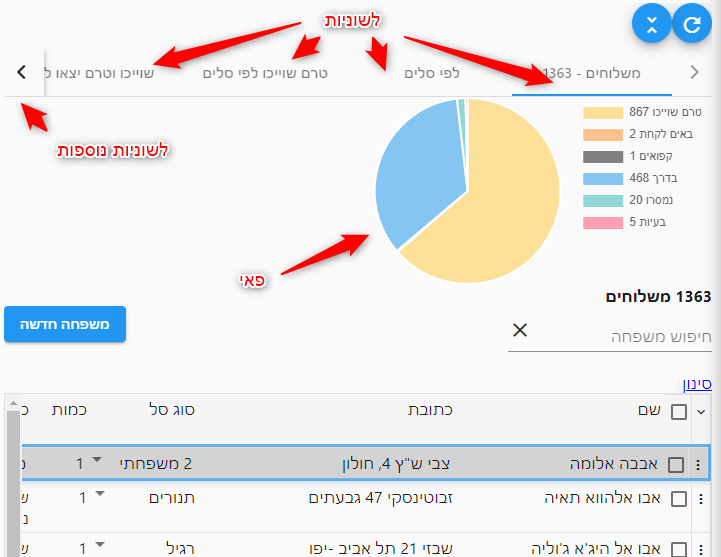 לשוניות
משלוחים - 1363
לפי סלים
טרם שוייכו לפי סלים
שוייכו וטרם יצאו ל
לשוניות נוספות
טרם שוייכו 867
באים לקחת 2
קפואים 1
בדרך 468
נמסרו 20
בעיות 5
פאי
1363 משלוחים
משפחה חדשה
חיפוש משפחה
סינון
שם כתובת סוג סל כמות
אבבה אלומה צבי ש"ץ 4, חולון 2 משפחתי 1
אבו אלהווא תאיה זבוטינסקי 47 גבעתים תנורים 1
אבו אל היג'א ג'וליה שבזי 21 תל אביב -יפו רגיל 1